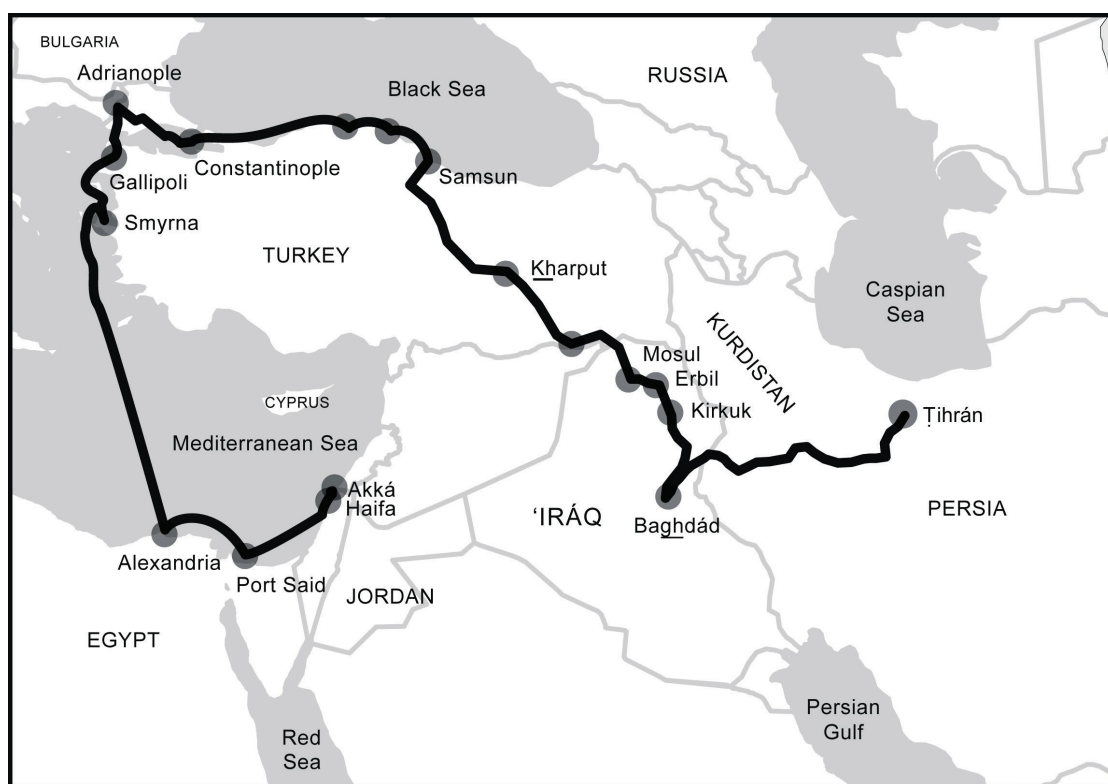 BULGARIA
Adrianople
Black Sea
RUSSIA
Constantinople
Gallipoli
Samsun
Smyrna
TURKEY
Kharput
Caspian
Sea
KURDISTAN
Mosul
Erbil
Kirkuk
CYPRUS
Mediterranean Sea
Ṭihrán
Akká
Haifa
‘IRÁQ
Baghdád
PERSIA
Alexandria
Port Said
JORDAN
EGYPT
Persian
Gulf
Red
Sea